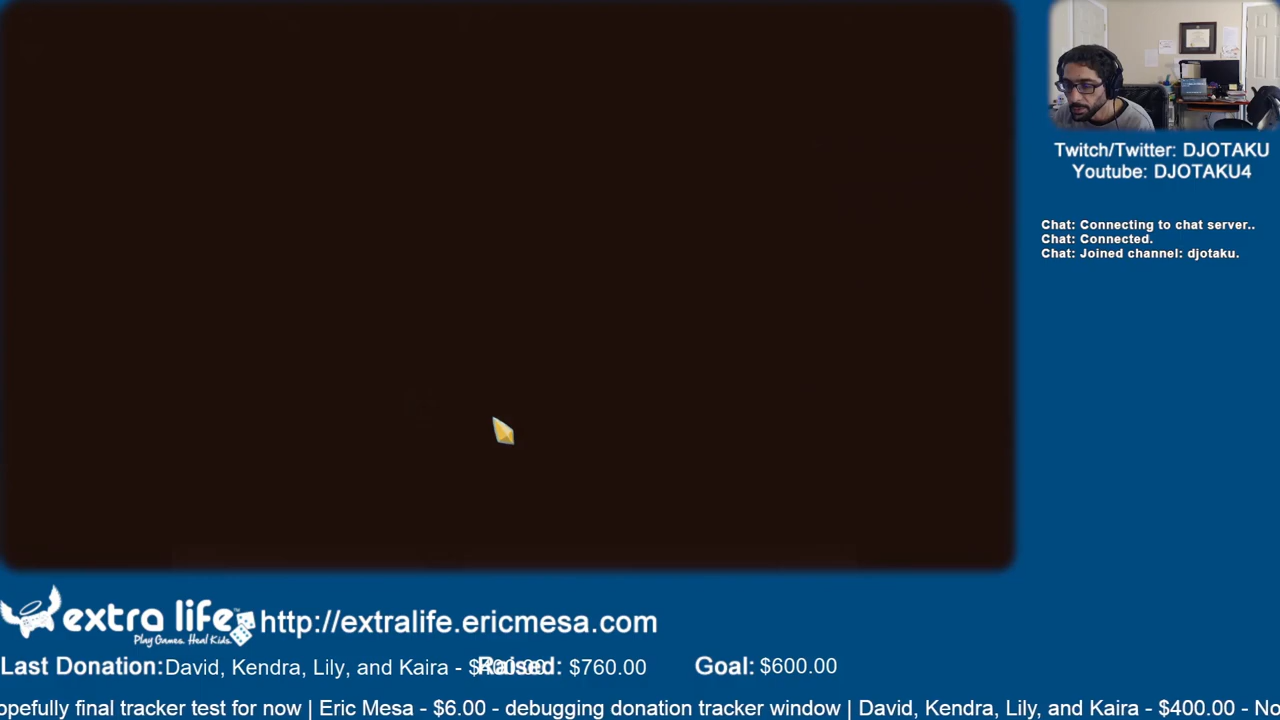 Twitch/Twitter: DJOTAKU
Youtube: DJOTAKU4
Chat: Connecting to chat server..
Chat: Connected.
Chat: Joined channel: djotaku.
extra life
Play Games. Heal Kids.
http://extralife.ericmesa.com
Last Donation: David, Kendra, Lily, and Kaira - $400.00 Raised: $760.00 Goal: $600.00
opefully final tracker test for now | Eric Mesa - $6.00 - debugging donation tracker window | David, Kendra, Lily, and Kaira - $400.00 - No